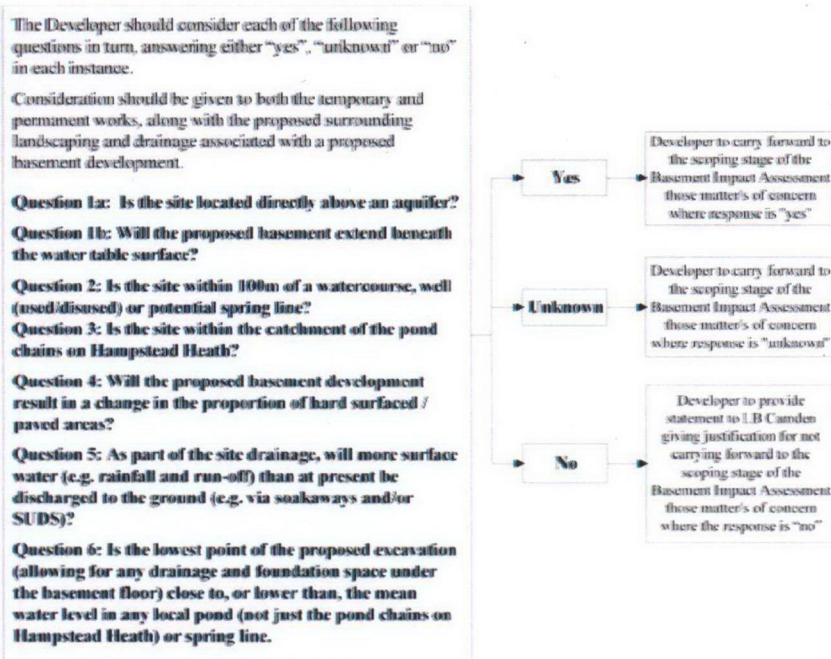 The Developer should consider each of the following
questions in turn, answering either "yes", "unknown" or "no"
in each instance.
Consideration should be given to both the temporary and
permanent works, along with the proposed surrounding
landscaping and drainage associated with a proposed
basement development.
Question 1a: Is the site located directly above an aquifer?
Question 1b: Will the proposed basement extend beneath
the water table surface?
Question 2: Is the site within 100m of a watercourse, well
(used/disused) or potential spring line?
Question 3: Is the site within the catchment of the pond
chains on Hampstead Heath?
Question 4: Will the proposed basement development
result in a change in the proportion of hard surfaced /
paved areas?
Question 5: As part of the site drainage, will more surface
water (e.g. rainfall and run-off) than at present be
discharged to the ground (e.g. via soakaways and/or
SUDS)?
Question 6: Is the lowest point of the proposed excavation
(allowing for any drainage and foundation space under
the basement floor) close to, or lower than, the mean
water level in any local pond (not just the pond chains on
Hampstead Heath) or spring line.
Yes
Developer to carry forward to
the scoping stage of the
Basement Impact Assessment
those matter's of concern
where response is "yes"
Unknown
Developer to carry forward to
the scoping stage of the
Basement Impact Assessment
those matter's of concern
where response is "unknown"
No
Developer to provide
statement to LB Camden
giving justification for not
carrying forward to the
scoping stage of the
Basement Impact Assessment
those matter's of concern
where the response is "no"